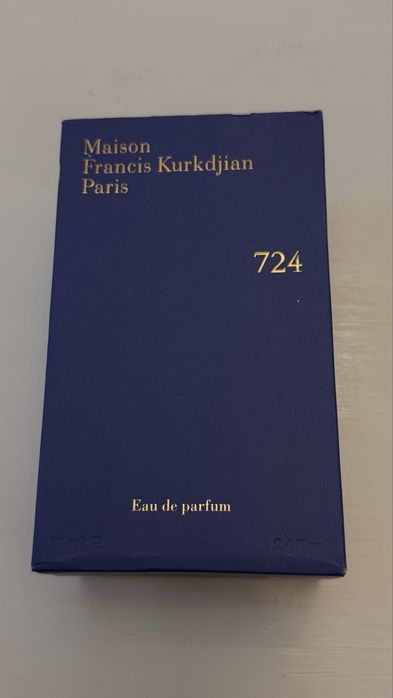 Maison
Francis Kurkdjian
Paris
724
Eau de parfum